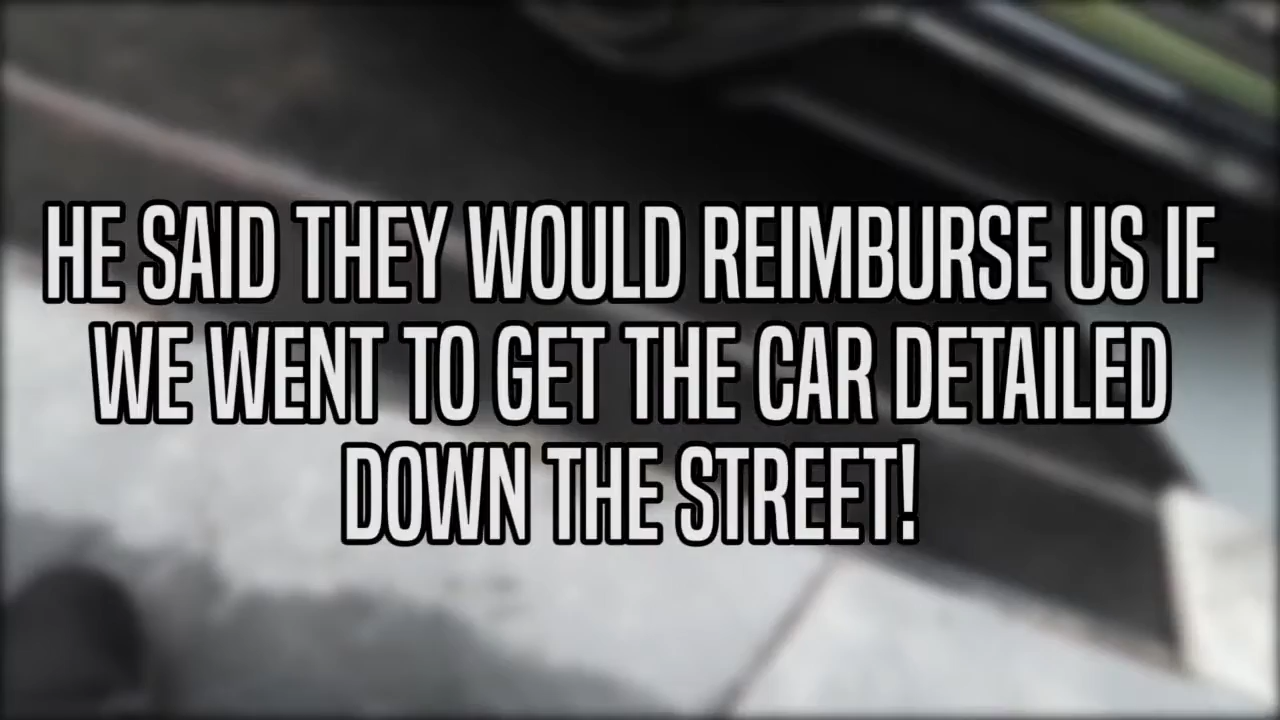 HE SAID THEY WOULD REIMBURSE US IF
WE WENT TO GET THE CAR DETAILED
DOWN THE STREET!